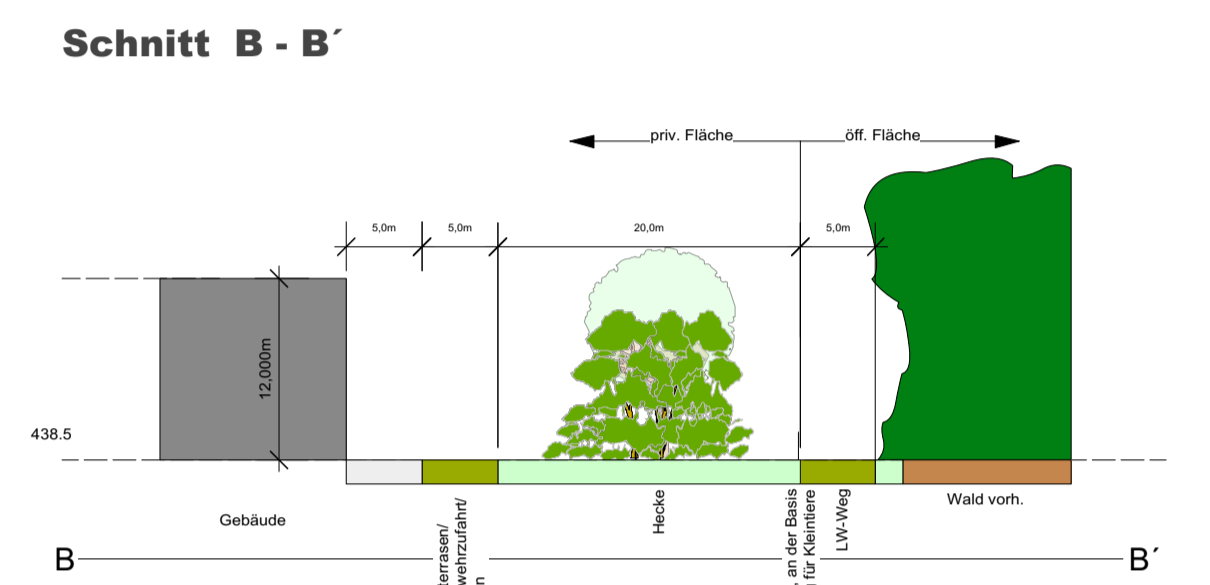 Schnitt B - B´
priv. Fläche
öff. Fläche
5,0m
5,0m
20,0m
5,0m
12,000m
438.5
Gebäude
terrasen/
wehrzufahrt/
n
Hecke
, an der Basis
für Kleintiere
LW-Weg
Wald vorh.
B
B´